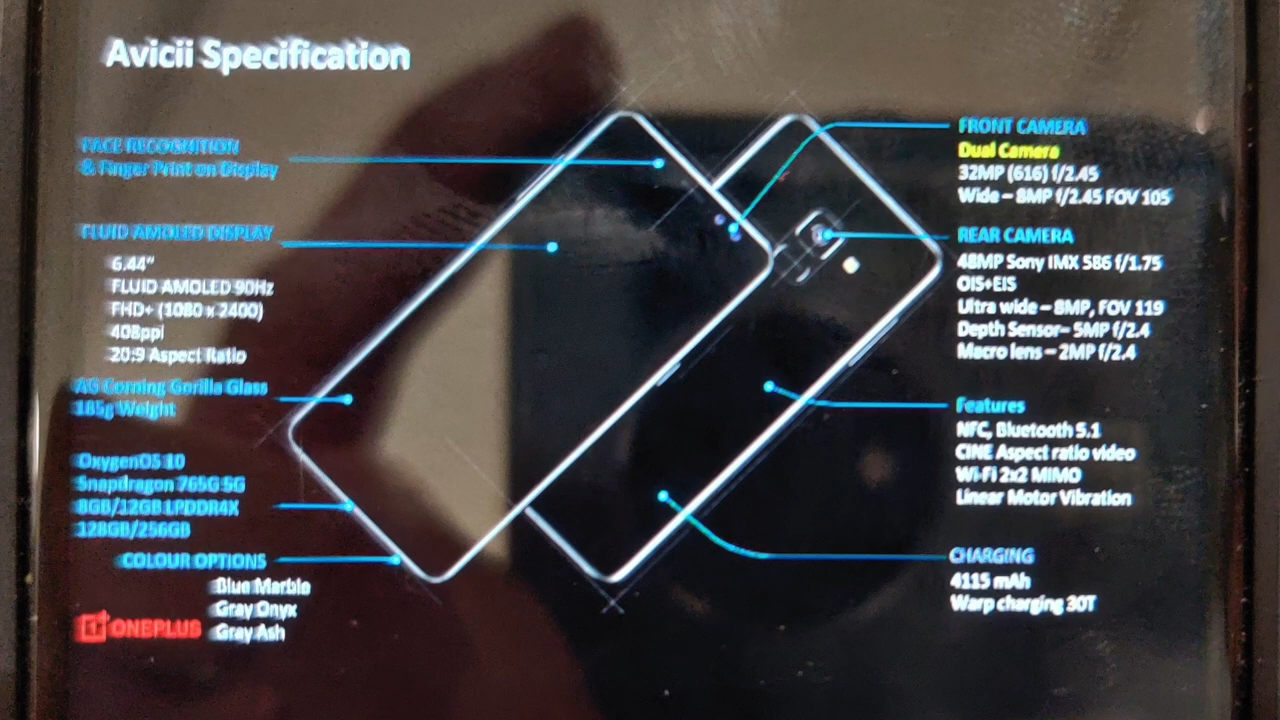 Avicii Specification
FACE RECOGNITION
& Finger Print on Display
FLUID AMOLED DISPLAY
6.44"
FLUID AMOLED 90Hz
FHD+ (1080 x 2400)
408ppi
20:9 Aspect Ratio
AG Corning Gorilla Glass
185g Weight
OxygenOS 10
Snapdragon 765G 5G
8GB/12GB LPDDR4X
128GB/256GB
COLOUR OPTIONS
Blue Marble
Gray Onyx
Gray Ash
1+ ONEPLUS
FRONT CAMERA
Dual Camera
32MP (616) f/2.45
Wide – 8MP f/2.45 FOV 105
REAR CAMERA
48MP Sony IMX 586 f/1.75
OIS+EIS
Ultra wide – 8MP, FOV 119
Depth Sensor– 5MP f/2.4
Macro lens – 2MP f/2.4
Features
NFC, Bluetooth 5.1
CINE Aspect ratio video
Wi-Fi 2x2 MIMO
Linear Motor Vibration
CHARGING
4115 mAh
Warp charging 30T